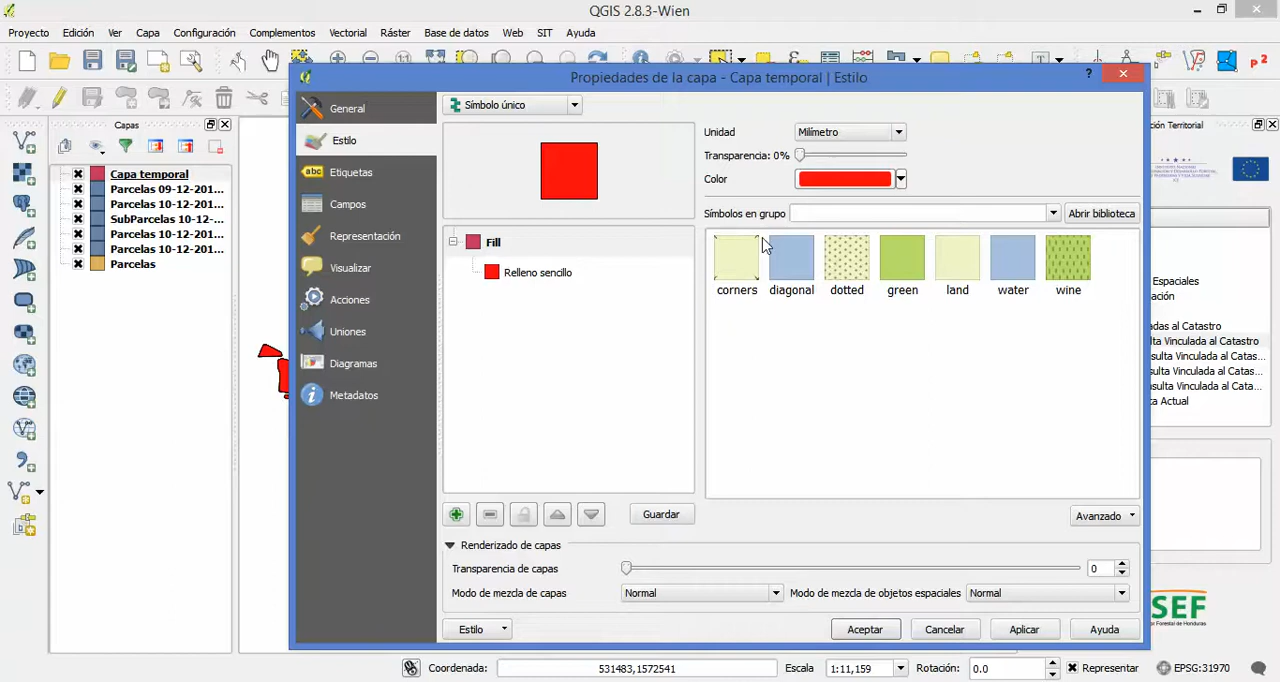 QGIS 2.8.3-Wien
Proyecto Edición Ver Capa Configuración Complementos Vectorial Ráster Base de datos Web SIT Ayuda
Propiedades de la capa - Capa temporal | Estilo
?
Capas
Capa temporal
Parcelas 09-12-201...
Parcelas 10-12-201...
SubParcelas 10-12-...
Parcelas 10-12-201...
Parcelas 10-12-201...
Parcelas
General
Estilo
abc Etiquetas
Campos
Representación
Visualizar
Acciones
Uniones
Diagramas
Metadatos
Símbolo único
Fill
Relleno sencillo
Guardar
Unidad Milímetro
Transparencia: 0%
Color
Símbolos en grupo Abrir biblioteca
corners diagonal dotted green land water wine
Avanzado
Renderizado de capas
Transparencia de capas 0
Modo de mezcla de capas Normal Modo de mezcla de objetos espaciales Normal
Estilo Aceptar Cancelar Aplicar Ayuda
ción Territorial
Espaciales
ación
adas al Catastro
ulta Vinculada al Catastro
sulta Vinculada al Catas...
sulta Vinculada al Catas...
sulta Vinculada al Catas...
ta Actual
SEF
or Forestal de Honduras
Coordenada: 531483,1572541 Escala 1:11,159 Rotación: 0.0 Representar EPSG:31970